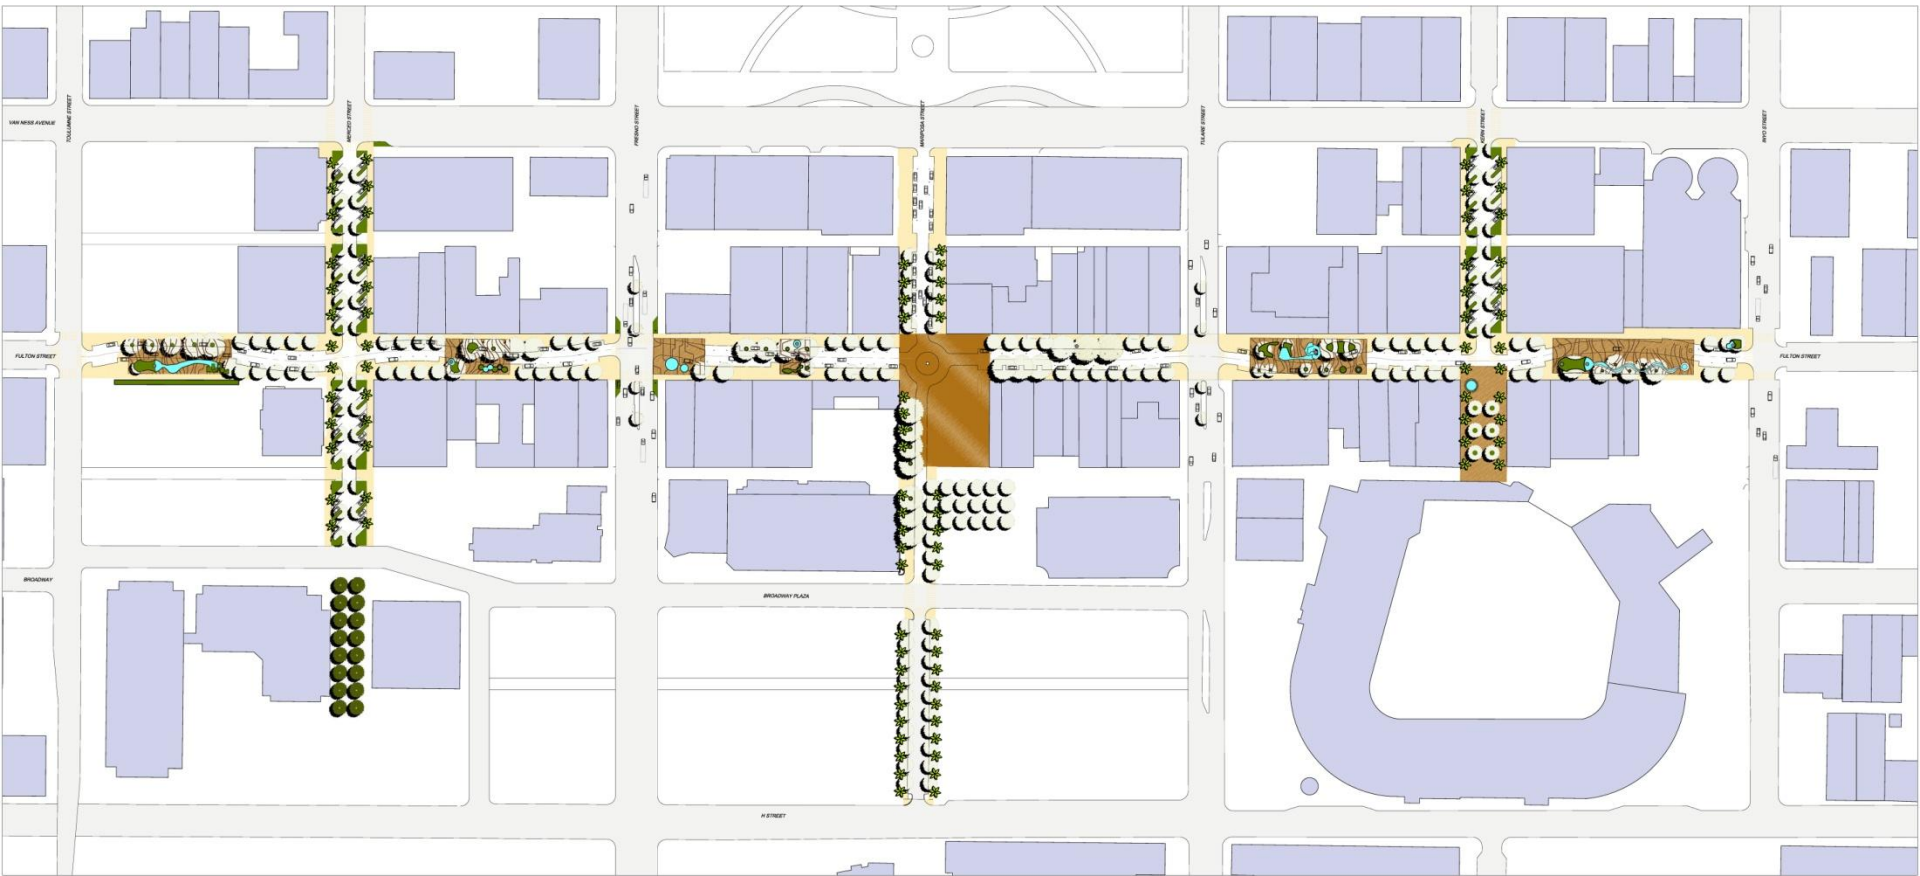 VAN NESS AVENUE
TOULUMNE STREET
MERCED STREET
FRESNO STREET
MARIPOSA STREET
TULARE STREET
KERN STREET
INYO STREET
FULTON STREET
FULTON STREET
BROADWAY
BROADWAY PLAZA
H STREET